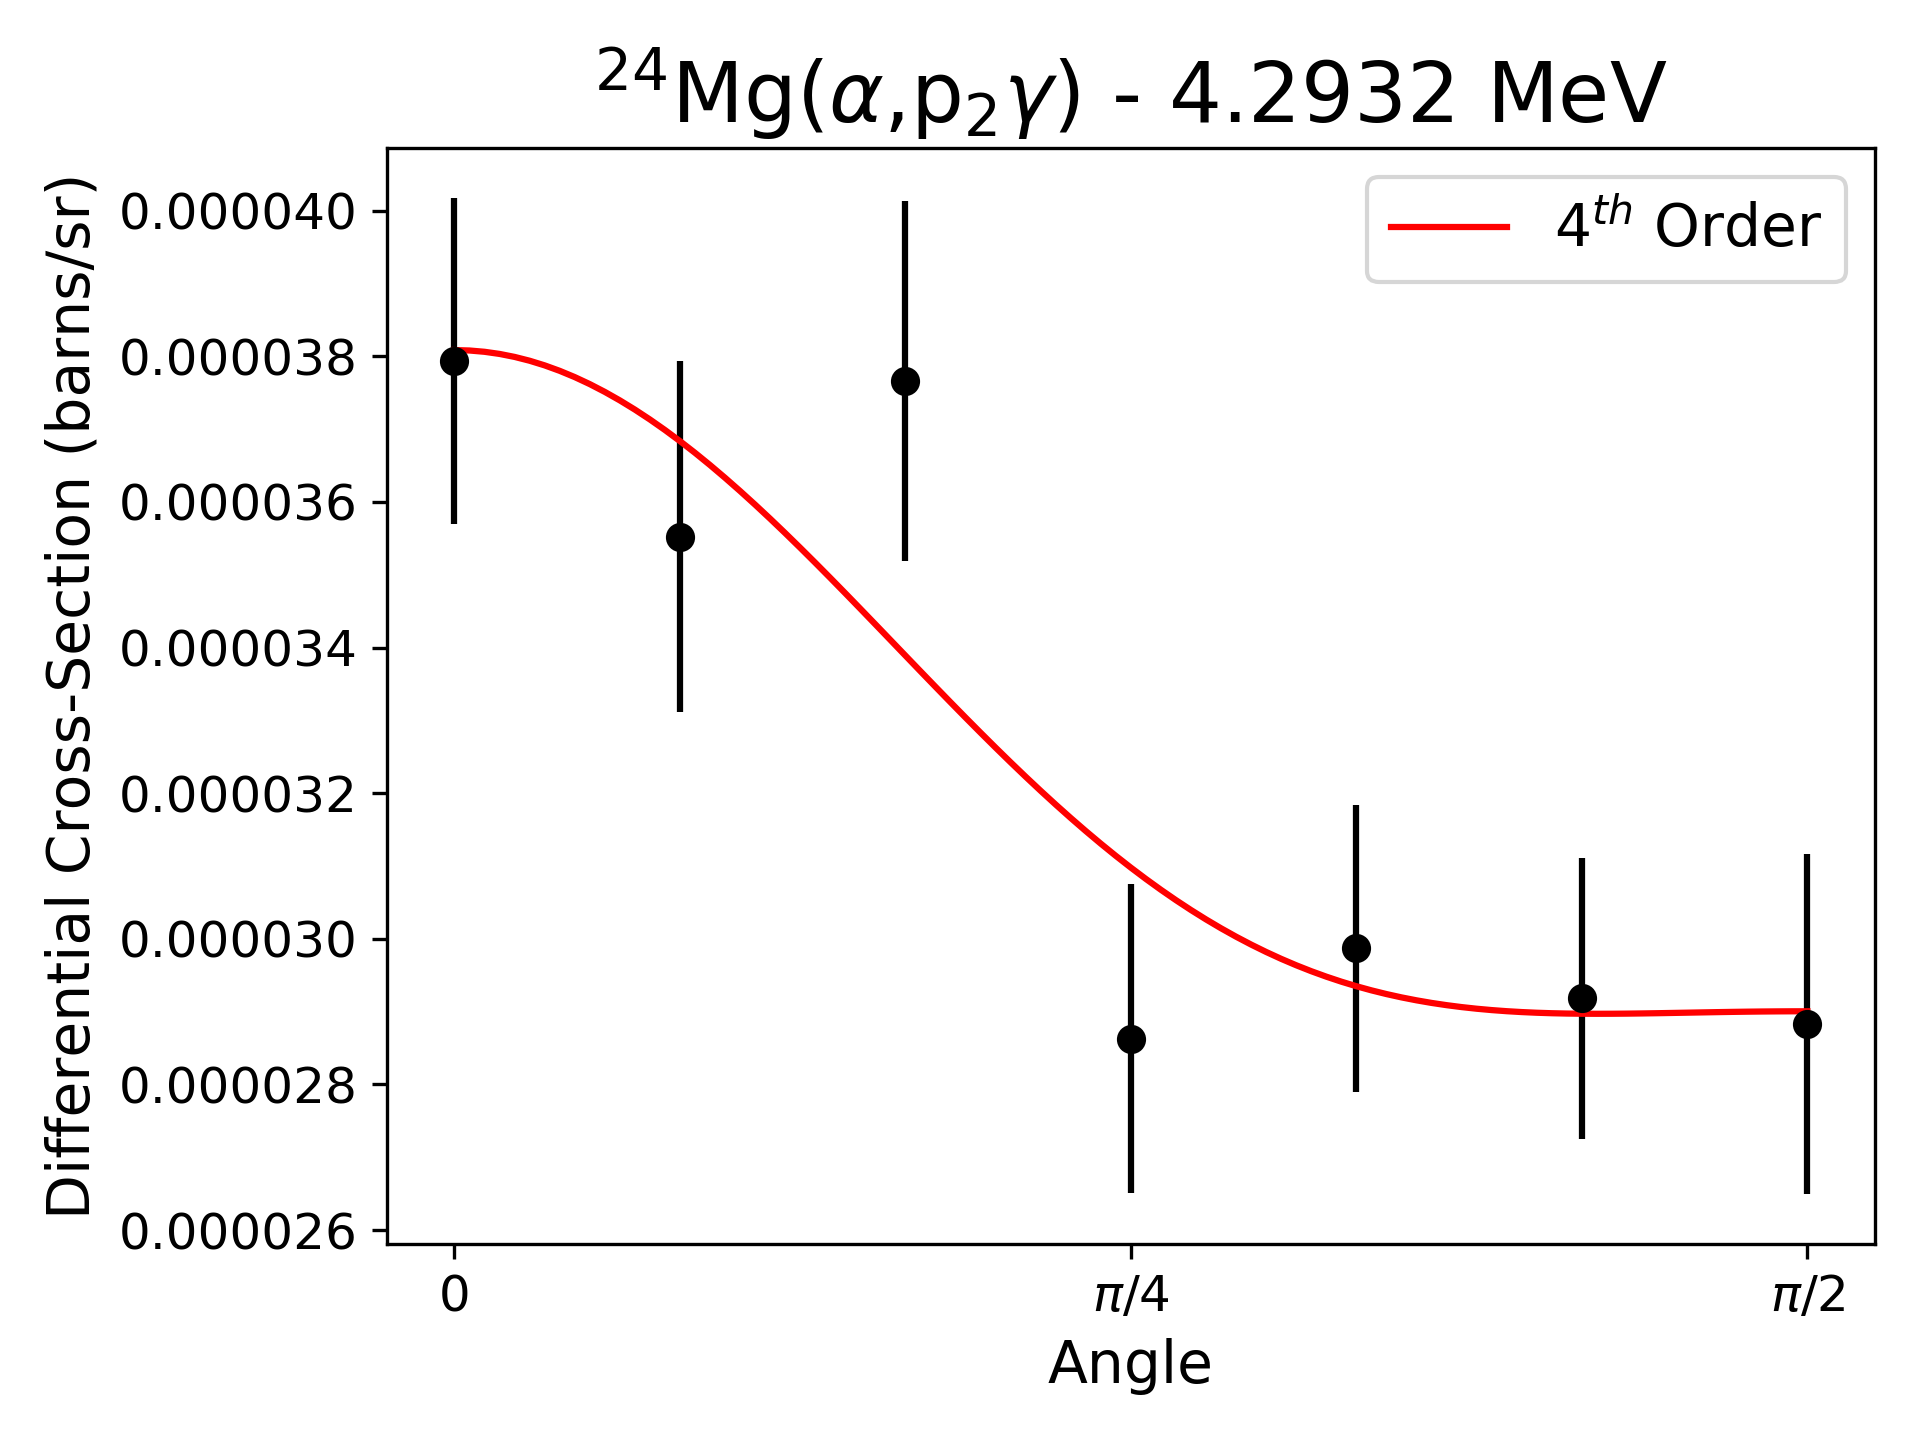 ²⁴Mg(α,p₂γ) - 4.2932 MeV
4ᵗʰ Order
Differential Cross-Section (barns/sr)
0.000040
0.000038
0.000036
0.000034
0.000032
0.000030
0.000028
0.000026
0 π/4 π/2
Angle